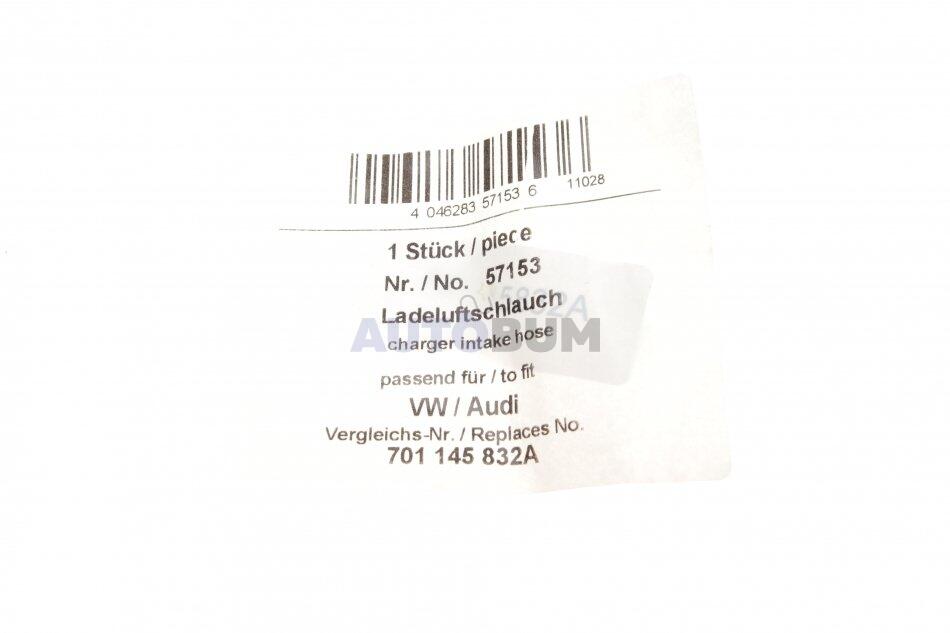 4 046283 57153 6 11028
1 Stück / piece
Nr. / No. 57153
Ladeluftschlauch
AUTOBUM
charger intake hose
passend für / to fit
VW / Audi
Vergleichs-Nr. / Replaces No.
701 145 832A